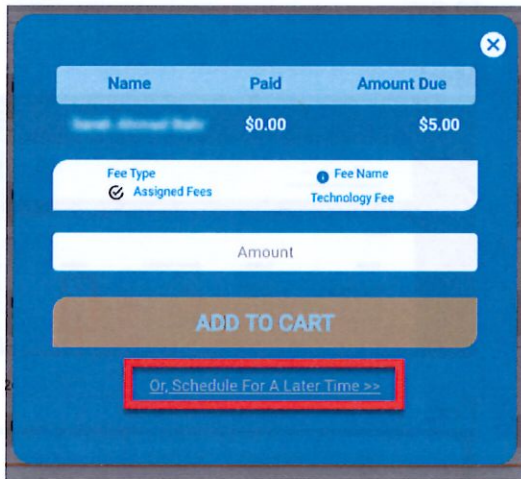 Name Paid Amount Due
$0.00 $5.00
Fee Type Fee Name
Assigned Fees Technology Fee
Amount
ADD TO CART
Or, Schedule For A Later Time >>